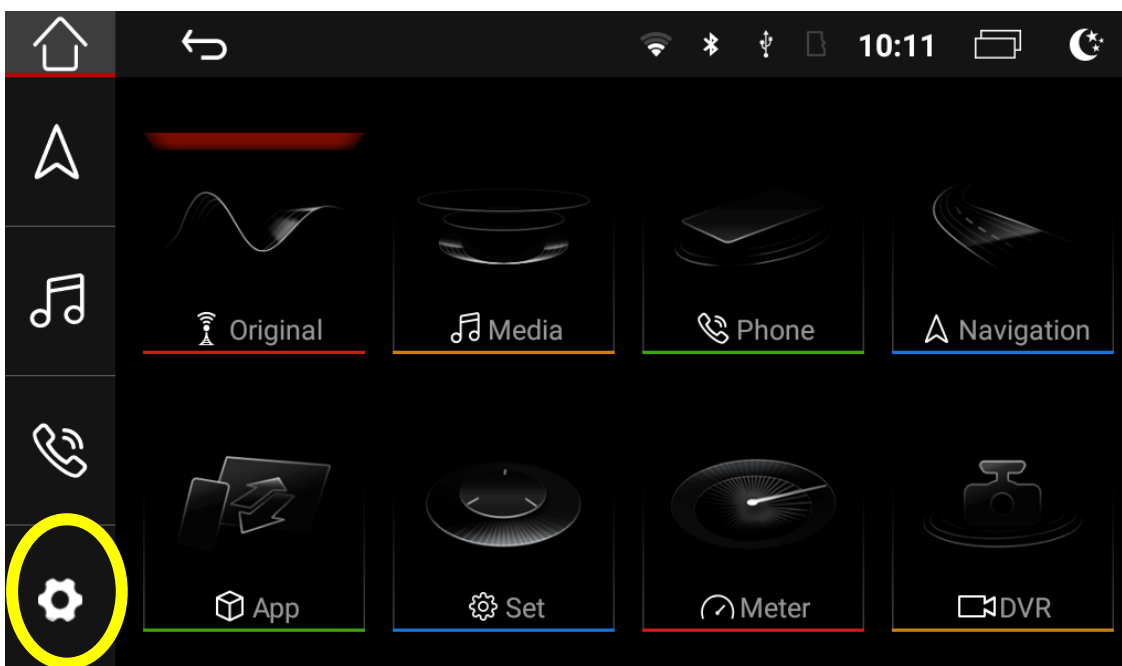 10:11
Original
Media
Phone
Navigation
App
Set
Meter
DVR